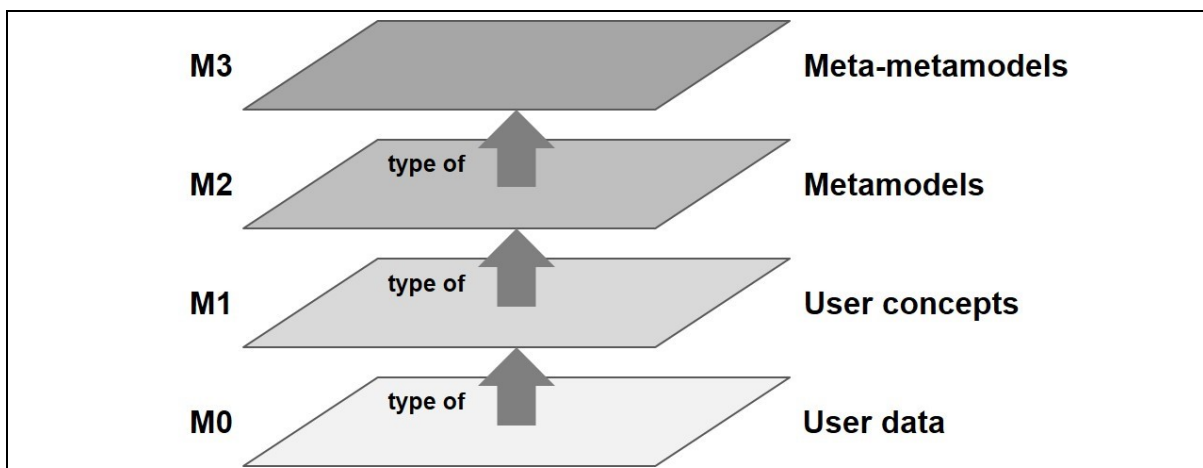 M3 Meta-metamodels
type of
M2 Metamodels
type of
M1 User concepts
type of
M0 User data